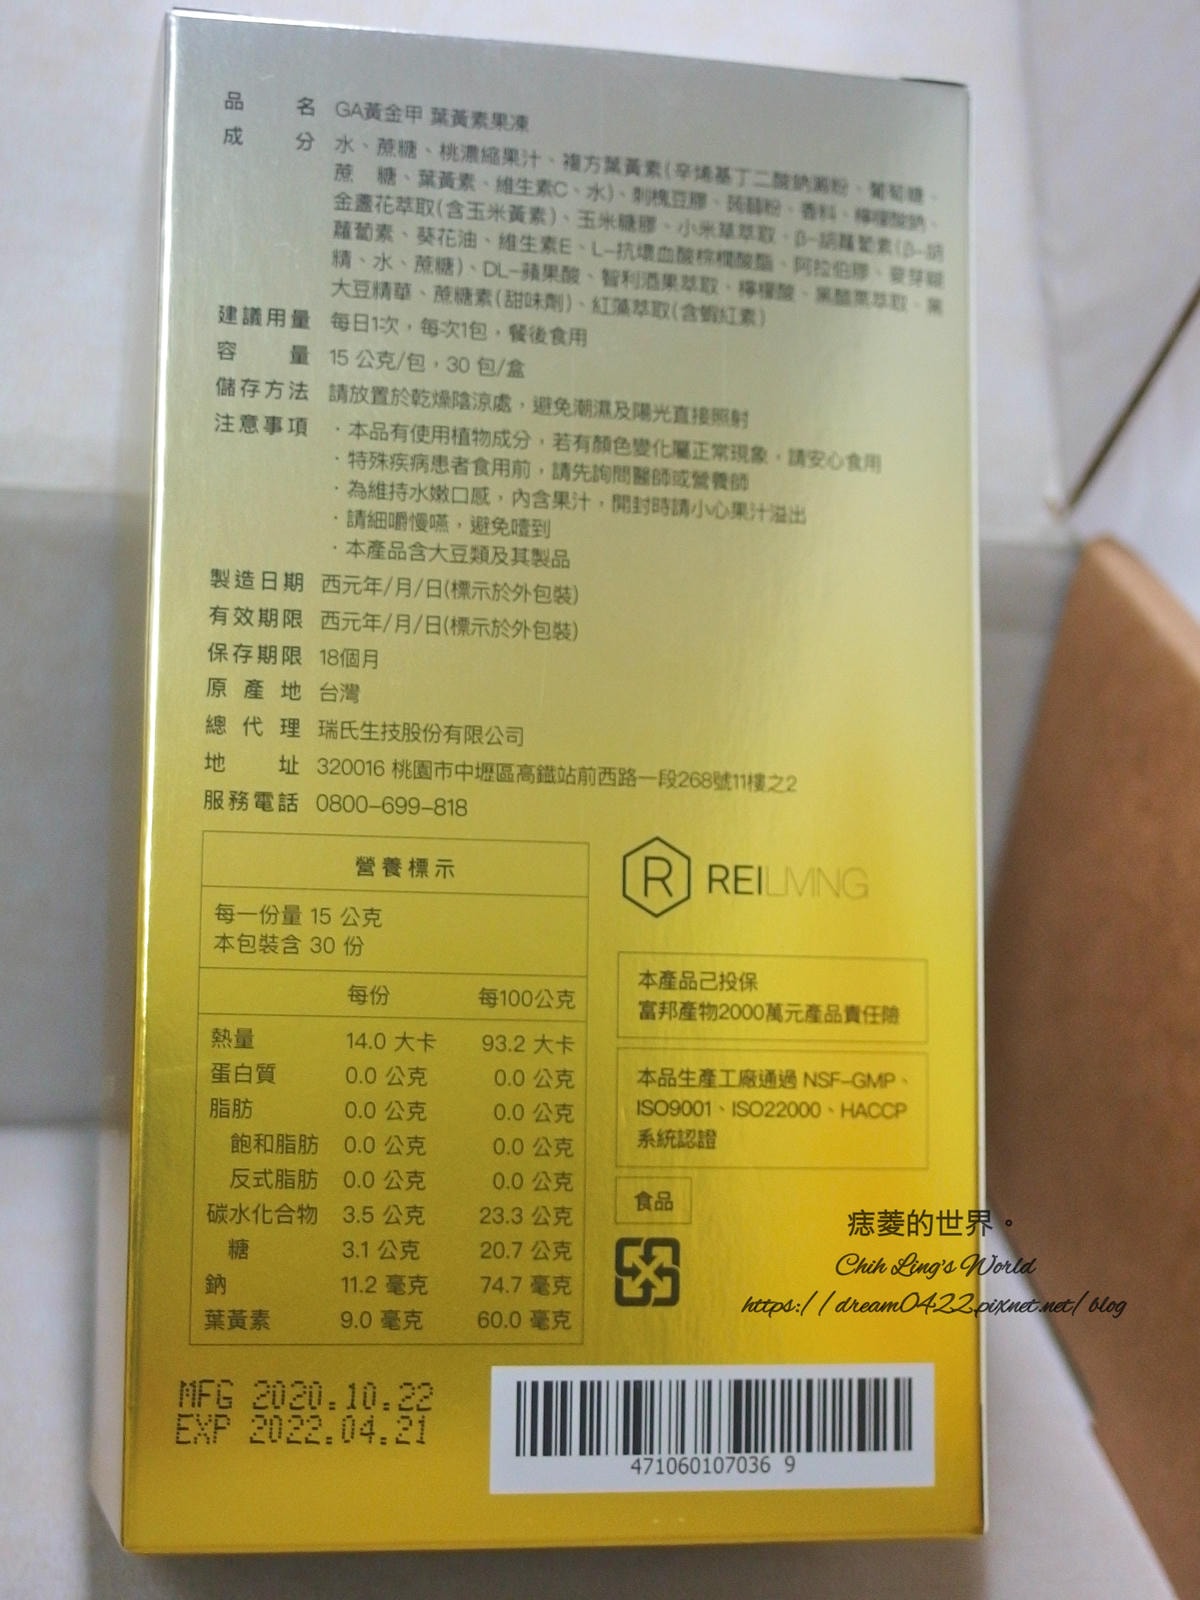 品名 GA黃金甲 葉黃素果凍
成分 水、蔗糖、桃濃縮果汁、複方葉黃素(辛烯基丁二酸鈉澱粉、葡萄糖、
蔗糖、葉黃素、維生素C、水)、刺槐豆膠、蒟蒻粉、香料、檸檬酸鈉、
金盞花萃取(含玉米黃素)、玉米糖膠、小米草萃取、β-胡蘿蔔素(β-胡
蘿蔔素、葵花油、維生素E、L-抗壞血酸棕櫚酸酯、阿拉伯膠、麥芽糊
精、水、蔗糖)、DL-蘋果酸、智利酒果萃取、檸檬酸、黑醋栗萃取、黑
大豆精華、蔗糖素(甜味劑)、紅藻萃取(含蝦紅素)
建議用量 每日1次，每次1包，餐後食用
容量 15 公克/包，30 包/盒
儲存方法 請放置於乾燥陰涼處，避免潮濕及陽光直接照射
注意事項 ·本品有使用植物成分，若有顏色變化屬正常現象，請安心食用
·特殊疾病患者食用前，請先詢問醫師或營養師
·為維持水嫩口感，內含果汁，開封時請小心果汁溢出
·請細嚼慢嚥，避免噎到
·本產品含大豆類及其製品
製造日期 西元年/月/日(標示於外包裝)
有效期限 西元年/月/日(標示於外包裝)
保存期限 18個月
原產地 台灣
總代理 瑞氏生技股份有限公司
地址 320016 桃園市中壢區高鐵站前西路一段268號11樓之2
服務電話 0800-699-818
營養標示
每一份量 15 公克
本包裝含 30 份
每份 每100公克
熱量 14.0 大卡 93.2 大卡
蛋白質 0.0 公克 0.0 公克
脂肪 0.0 公克 0.0 公克
飽和脂肪 0.0 公克 0.0 公克
反式脂肪 0.0 公克 0.0 公克
碳水化合物 3.5 公克 23.3 公克
糖 3.1 公克 20.7 公克
鈉 11.2 毫克 74.7 毫克
葉黃素 9.0 毫克 60.0 毫克
R REILIVING
本產品己投保
富邦產物2000萬元產品責任險
本品生產工廠通過 NSF-GMP、
ISO9001、ISO22000、HACCP
系統認證
食品
痞菱的世界。
Chih Ling's World
https://dream0422.pixnet.net/blog
MFG 2020.10.22
EXP 2022.04.21
471060107036 9